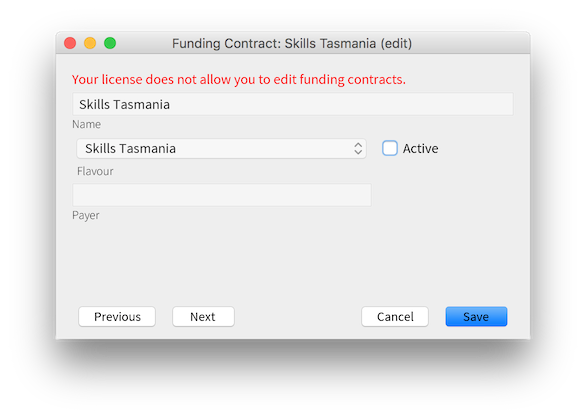 Funding Contract: Skills Tasmania (edit)
Your license does not allow you to edit funding contracts.
Skills Tasmania
Name
Skills Tasmania
Active
Flavour
Payer
Previous
Next
Cancel
Save